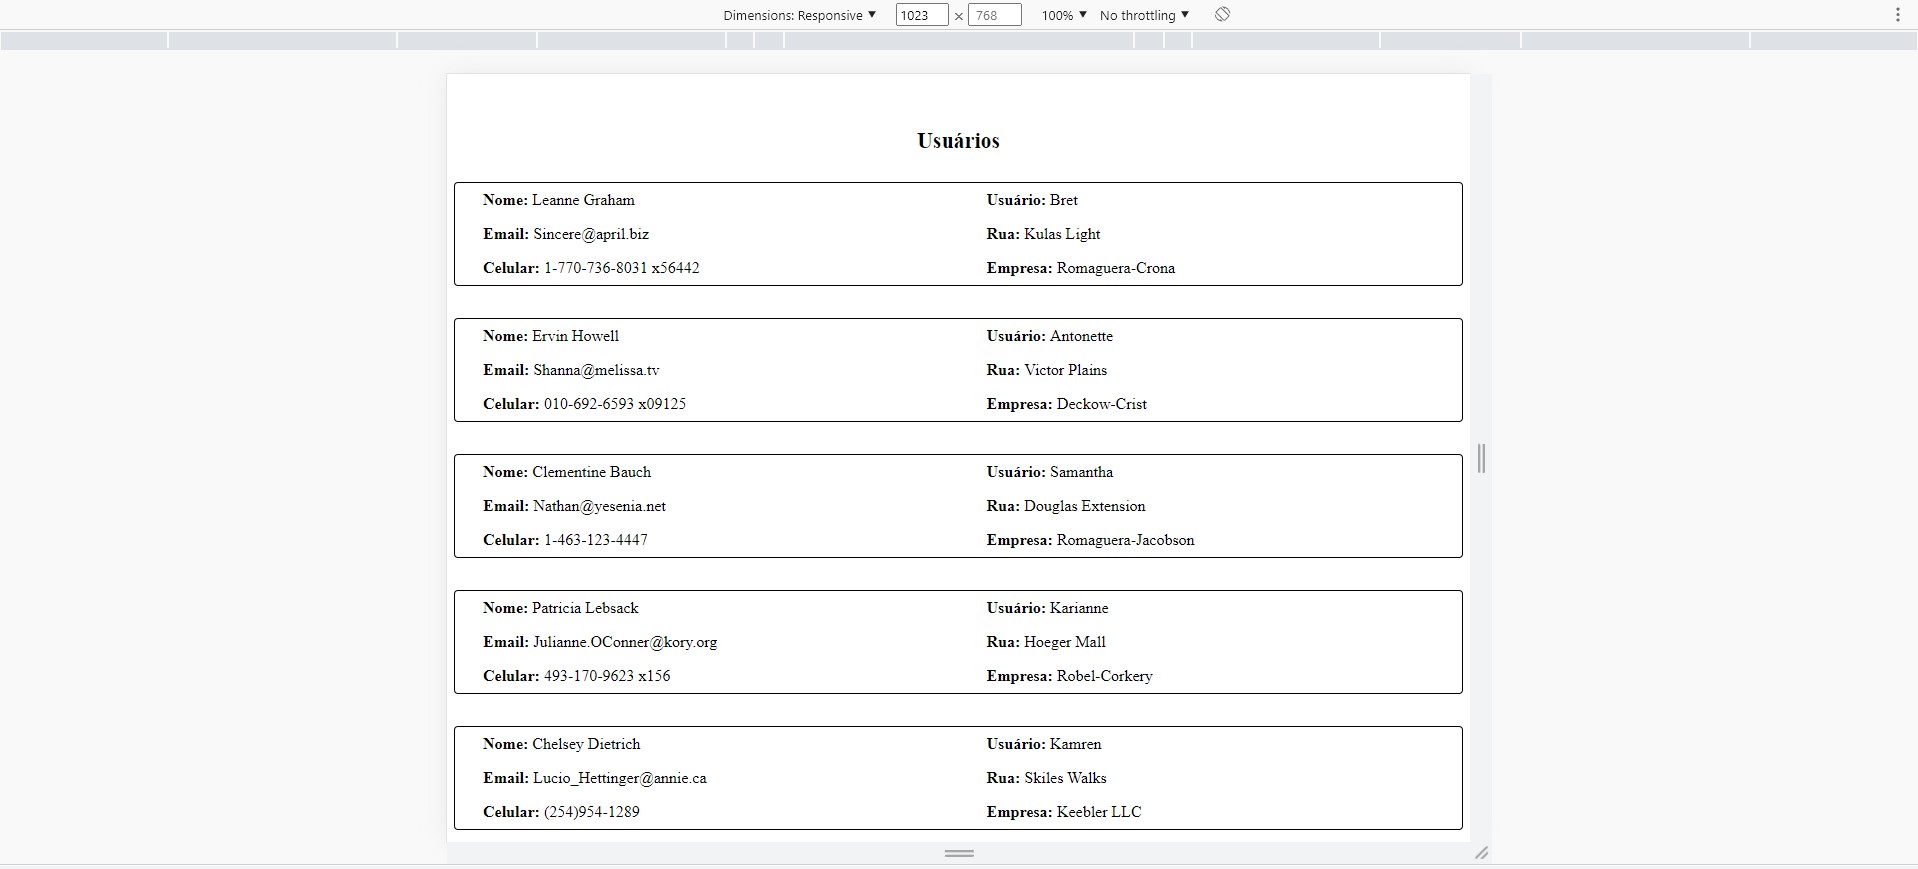 Dimensions: Responsive ▼ 1023 × 768 100% ▼ No throttling ▼
Usuários
Nome: Leanne Graham Usuário: Bret
Email: Sincere@april.biz Rua: Kulas Light
Celular: 1-770-736-8031 x56442 Empresa: Romaguera-Crona
Nome: Ervin Howell Usuário: Antonette
Email: Shanna@melissa.tv Rua: Victor Plains
Celular: 010-692-6593 x09125 Empresa: Deckow-Crist
Nome: Clementine Bauch Usuário: Samantha
Email: Nathan@yesenia.net Rua: Douglas Extension
Celular: 1-463-123-4447 Empresa: Romaguera-Jacobson
Nome: Patricia Lebsack Usuário: Karianne
Email: Julianne.OConner@kory.org Rua: Hoeger Mall
Celular: 493-170-9623 x156 Empresa: Robel-Corkery
Nome: Chelsey Dietrich Usuário: Kamren
Email: Lucio_Hettinger@annie.ca Rua: Skiles Walks
Celular: (254)954-1289 Empresa: Keebler LLC